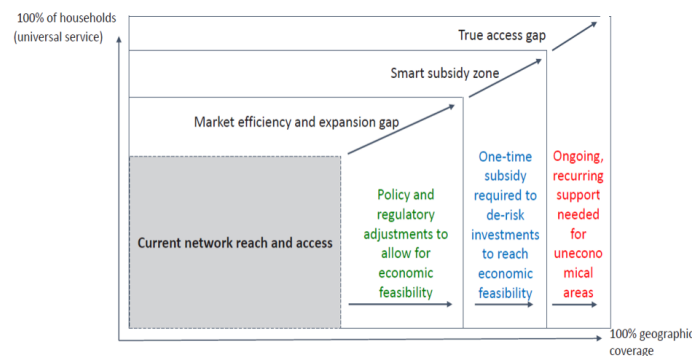 100% of households
(universal service)
True access gap
Smart subsidy zone
Market efficiency and expansion gap
Current network reach and access
Policy and
regulatory
adjustments to
allow for
economic
feasibility
One-time
subsidy
required to
de-risk
investments
to reach
economic
feasibility
Ongoing,
recurring
support
needed
for
unecono
mical
areas
100% geographic
coverage